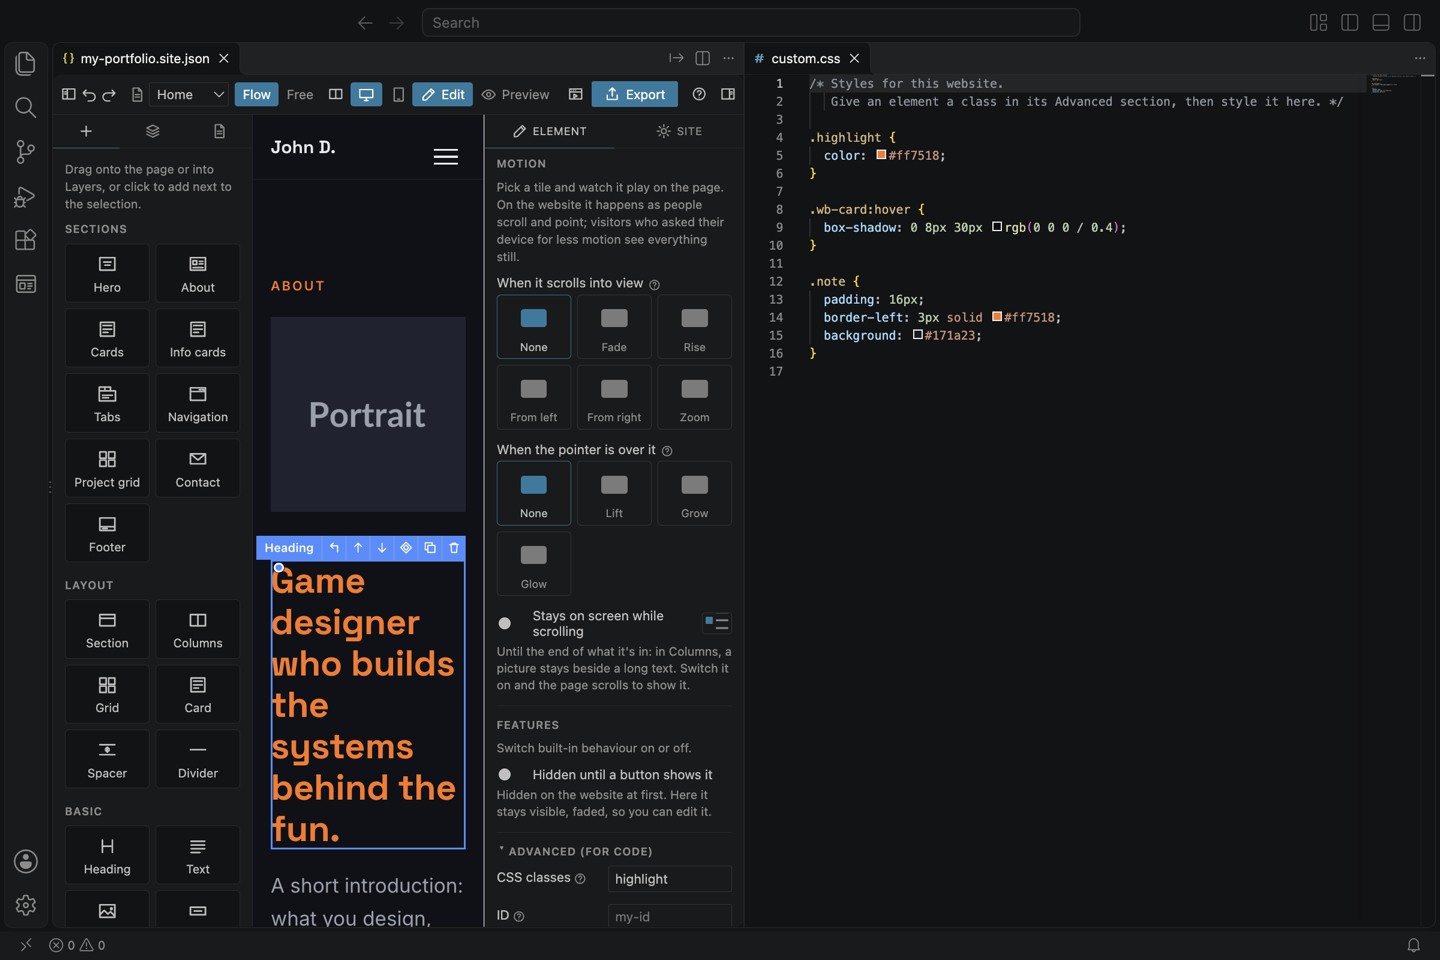 Search
{} my-portfolio.site.json
# custom.css
Home
Flow
Free
Edit
Preview
Export
Drag onto the page or into
Layers, or click to add next to
the selection.
SECTIONS
Hero
About
Cards
Info cards
Tabs
Navigation
Project grid
Contact
Footer
LAYOUT
Section
Columns
Grid
Card
Spacer
Divider
BASIC
Heading
Text
John D.
ABOUT
Portrait
Heading
Game
designer
who builds
the
systems
behind the
fun.
A short introduction:
what you design,
ELEMENT
SITE
MOTION
Pick a tile and watch it play on the page.
On the website it happens as people
scroll and point; visitors who asked their
device for less motion see everything
still.
When it scrolls into view
None
Fade
Rise
From left
From right
Zoom
When the pointer is over it
None
Lift
Grow
Glow
Stays on screen while
scrolling
Until the end of what it's in: in Columns, a
picture stays beside a long text. Switch it
on and the page scrolls to show it.
FEATURES
Switch built-in behaviour on or off.
Hidden until a button shows it
Hidden on the website at first. Here it
stays visible, faded, so you can edit it.
ADVANCED (FOR CODE)
CSS classes
highlight
ID
my-id
1 /* Styles for this website.
2 Give an element a class in its Advanced section, then style it here. */
3
4 .highlight {
5 color: #ff7518;
6 }
7
8 .wb-card:hover {
9 box-shadow: 0 8px 30px rgb(0 0 0 / 0.4);
10 }
11
12 .note {
13 padding: 16px;
14 border-left: 3px solid #ff7518;
15 background: #171a23;
16 }
17
0
0